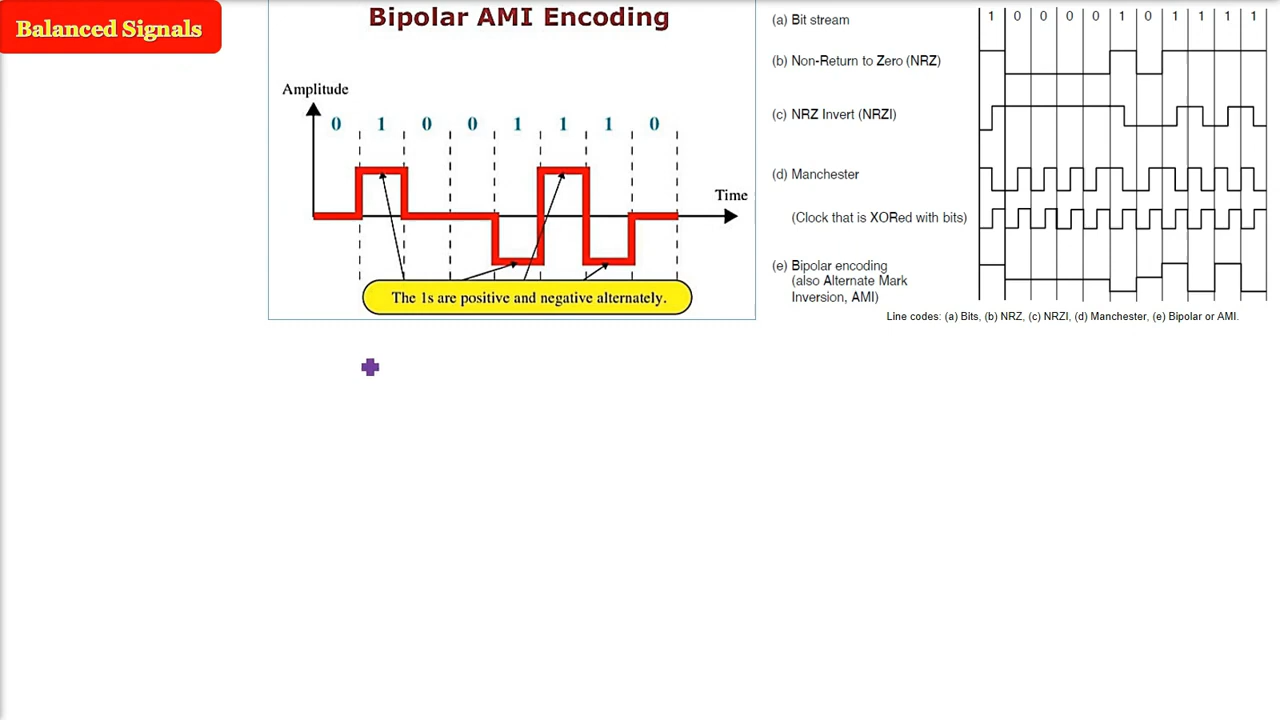 Balanced Signals
Bipolar AMI Encoding
Amplitude
0 1 0 0 1 1 1 0
Time
The 1s are positive and negative alternately.
(a) Bit stream
1 0 0 0 0 1 0 1 1 1 1
(b) Non-Return to Zero (NRZ)
(c) NRZ Invert (NRZI)
(d) Manchester
(Clock that is XORed with bits)
(e) Bipolar encoding
(also Alternate Mark
Inversion, AMI)
Line codes: (a) Bits, (b) NRZ, (c) NRZI, (d) Manchester, (e) Bipolar or AMI.